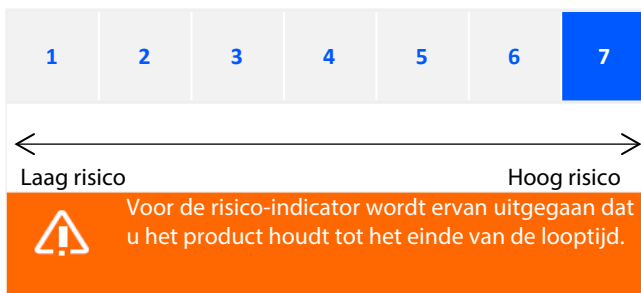 1 2 3 4 5 6 7
Laag risico Hoog risico
Voor de risico-indicator wordt ervan uitgegaan dat
u het product houdt tot het einde van de looptijd.